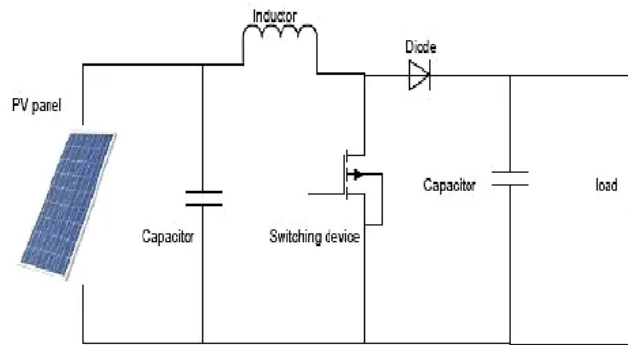 Inductor
Diode
PV panel
Capacitor
load
Capacitor
Switching device